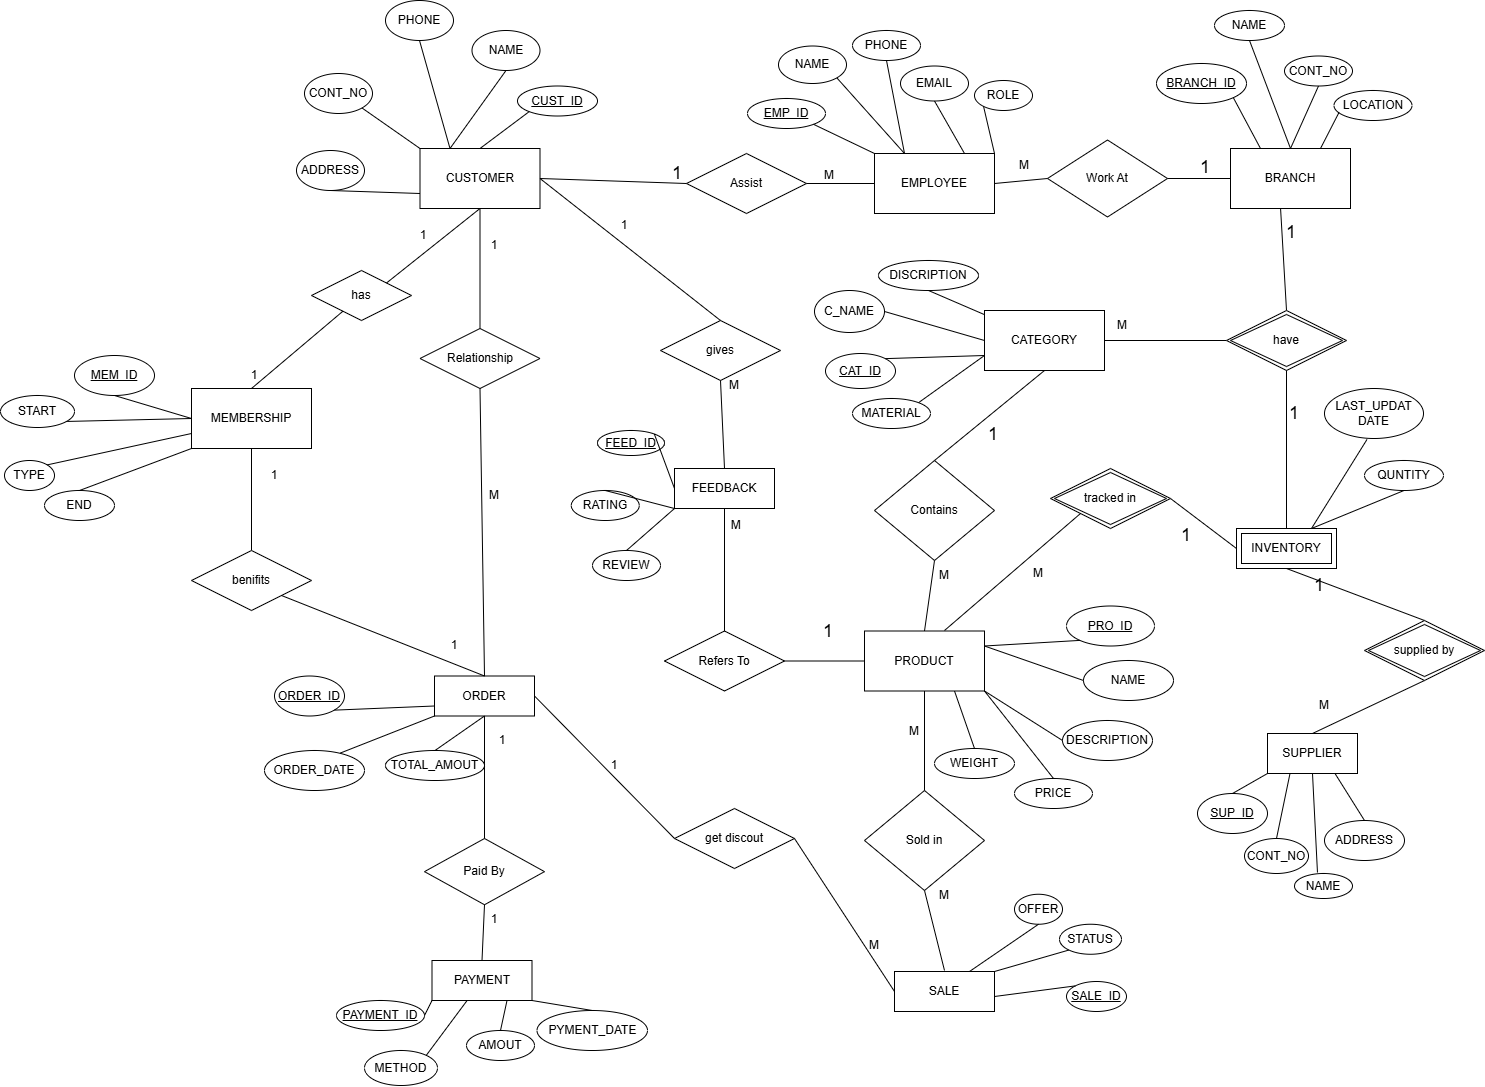 PHONE
NAME
CONT_NO
CUST_ID
ADDRESS
CUSTOMER
NAME
PHONE
EMAIL
ROLE
EMP_ID
1
Assist
M
EMPLOYEE
M
Work At
1
NAME
BRANCH_ID
CONT_NO
LOCATION
BRANCH
1
1
1
1
has
Relationship
gives
DISCRIPTION
C_NAME
CAT_ID
MATERIAL
CATEGORY
M
have
1
MEM_ID
START
TYPE
END
1
MEMBERSHIP
1
M
M
FEED_ID
RATING
REVIEW
FEEDBACK
M
1
Contains
M
tracked in
M
1
LAST_UPDAT
DATE
QUNTITY
INVENTORY
1
benifits
1
Refers To
1
PRODUCT
PRO_ID
NAME
DESCRIPTION
PRICE
WEIGHT
supplied by
M
SUPPLIER
SUP_ID
CONT_NO
NAME
ADDRESS
ORDER_ID
ORDER_DATE
TOTAL_AMOUT
ORDER
1
1
get discout
M
M
Sold in
M
Paid By
1
OFFER
STATUS
SALE_ID
SALE
PAYMENT
PAYMENT_ID
METHOD
AMOUT
PYMENT_DATE